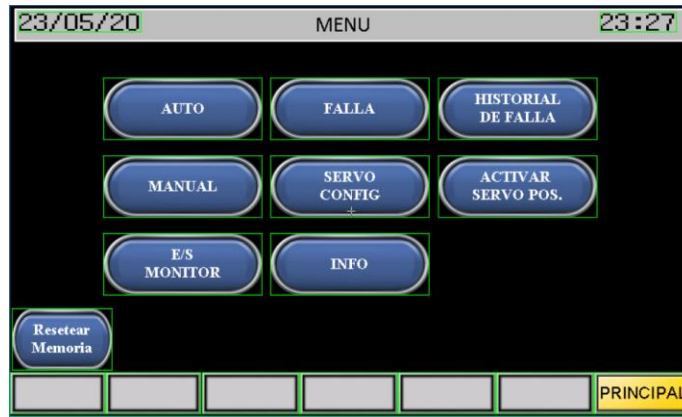 23/05/20 MENU 23:27
AUTO
FALLA
HISTORIAL
DE FALLA
MANUAL
SERVO
CONFIG
ACTIVAR
SERVO POS.
E/S
MONITOR
INFO
Resetear
Memoria
PRINCIPAL